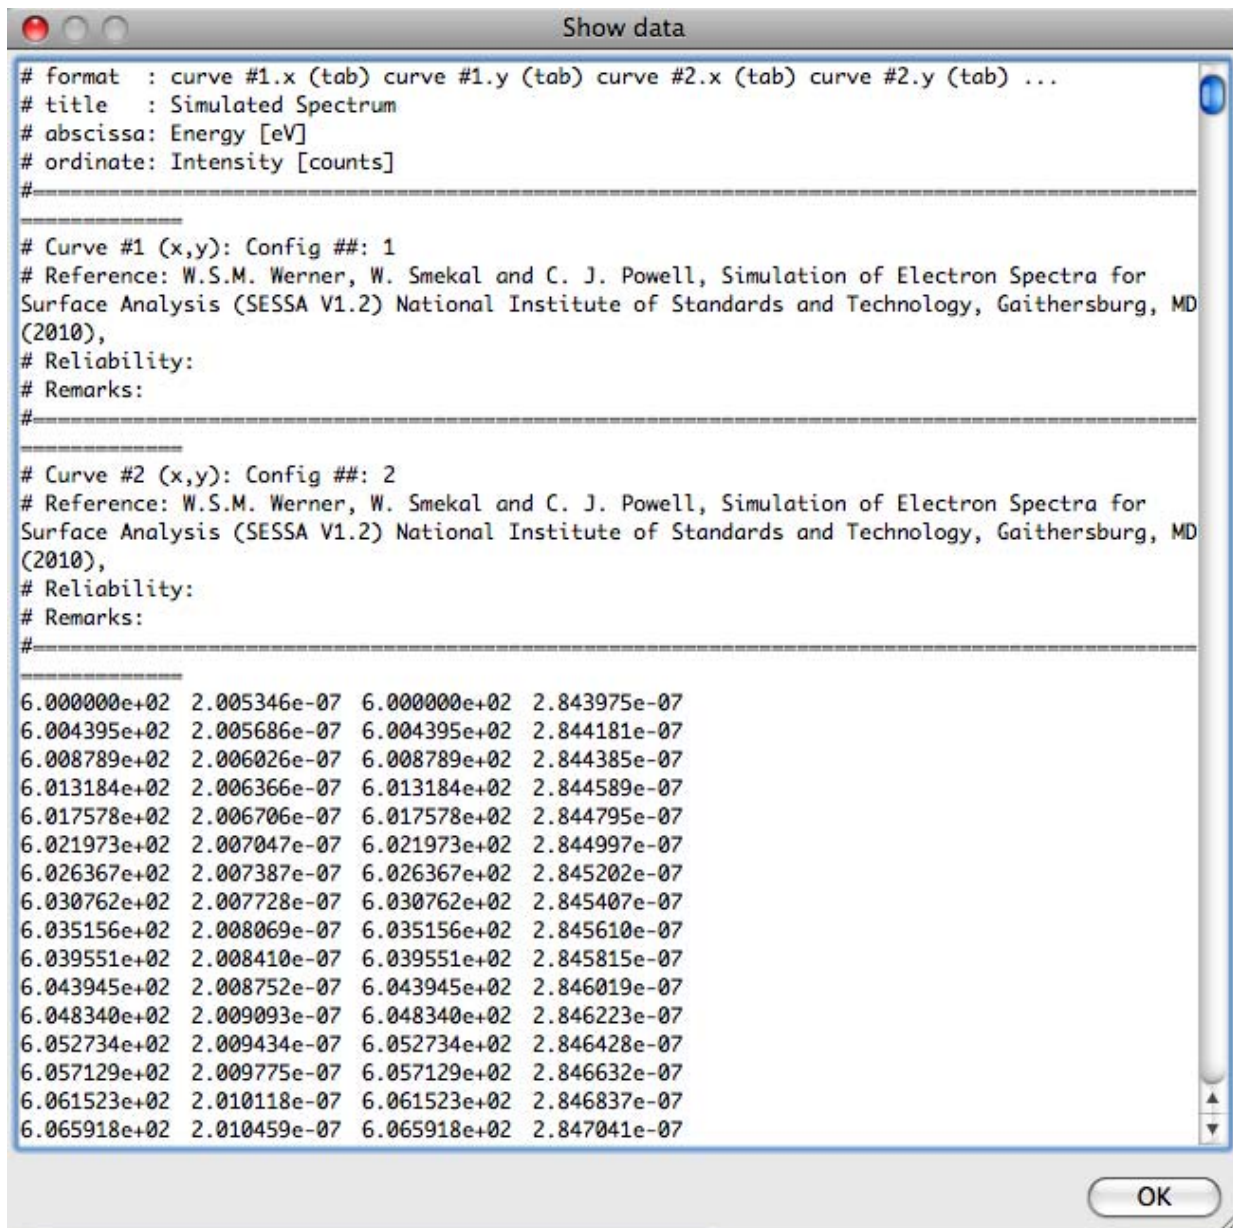 Show data
# format  : curve #1.x (tab) curve #1.y (tab) curve #2.x (tab) curve #2.y (tab) ...
# title   : Simulated Spectrum
# abscissa: Energy [eV]
# ordinate: Intensity [counts]
#=============================================================================================
=============
# Curve #1 (x,y): Config ##: 1
# Reference: W.S.M. Werner, W. Smekal and C. J. Powell, Simulation of Electron Spectra for
Surface Analysis (SESSA V1.2) National Institute of Standards and Technology, Gaithersburg, MD
(2010),
# Reliability:
# Remarks:
#=============================================================================================
=============
# Curve #2 (x,y): Config ##: 2
# Reference: W.S.M. Werner, W. Smekal and C. J. Powell, Simulation of Electron Spectra for
Surface Analysis (SESSA V1.2) National Institute of Standards and Technology, Gaithersburg, MD
(2010),
# Reliability:
# Remarks:
#=============================================================================================
=============
6.000000e+02 2.005346e-07 6.000000e+02 2.843975e-07
6.004395e+02 2.005686e-07 6.004395e+02 2.844181e-07
6.008789e+02 2.006026e-07 6.008789e+02 2.844385e-07
6.013184e+02 2.006366e-07 6.013184e+02 2.844589e-07
6.017578e+02 2.006706e-07 6.017578e+02 2.844795e-07
6.021973e+02 2.007047e-07 6.021973e+02 2.844997e-07
6.026367e+02 2.007387e-07 6.026367e+02 2.845202e-07
6.030762e+02 2.007728e-07 6.030762e+02 2.845407e-07
6.035156e+02 2.008069e-07 6.035156e+02 2.845610e-07
6.039551e+02 2.008410e-07 6.039551e+02 2.845815e-07
6.043945e+02 2.008752e-07 6.043945e+02 2.846019e-07
6.048340e+02 2.009093e-07 6.048340e+02 2.846223e-07
6.052734e+02 2.009434e-07 6.052734e+02 2.846428e-07
6.057129e+02 2.009775e-07 6.057129e+02 2.846632e-07
6.061523e+02 2.010118e-07 6.061523e+02 2.846837e-07
6.065918e+02 2.010459e-07 6.065918e+02 2.847041e-07
OK